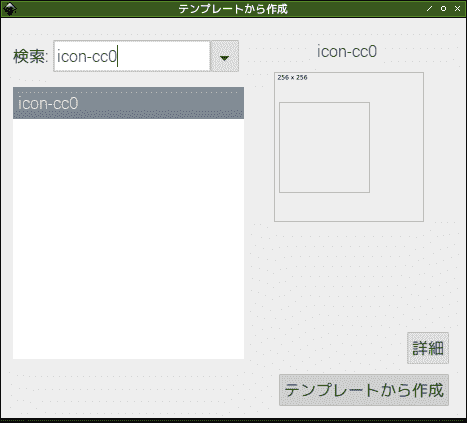 テンプレートから作成
検索: icon-cc0
icon-cc0
icon-cc0
256 x 256
詳細
テンプレートから作成